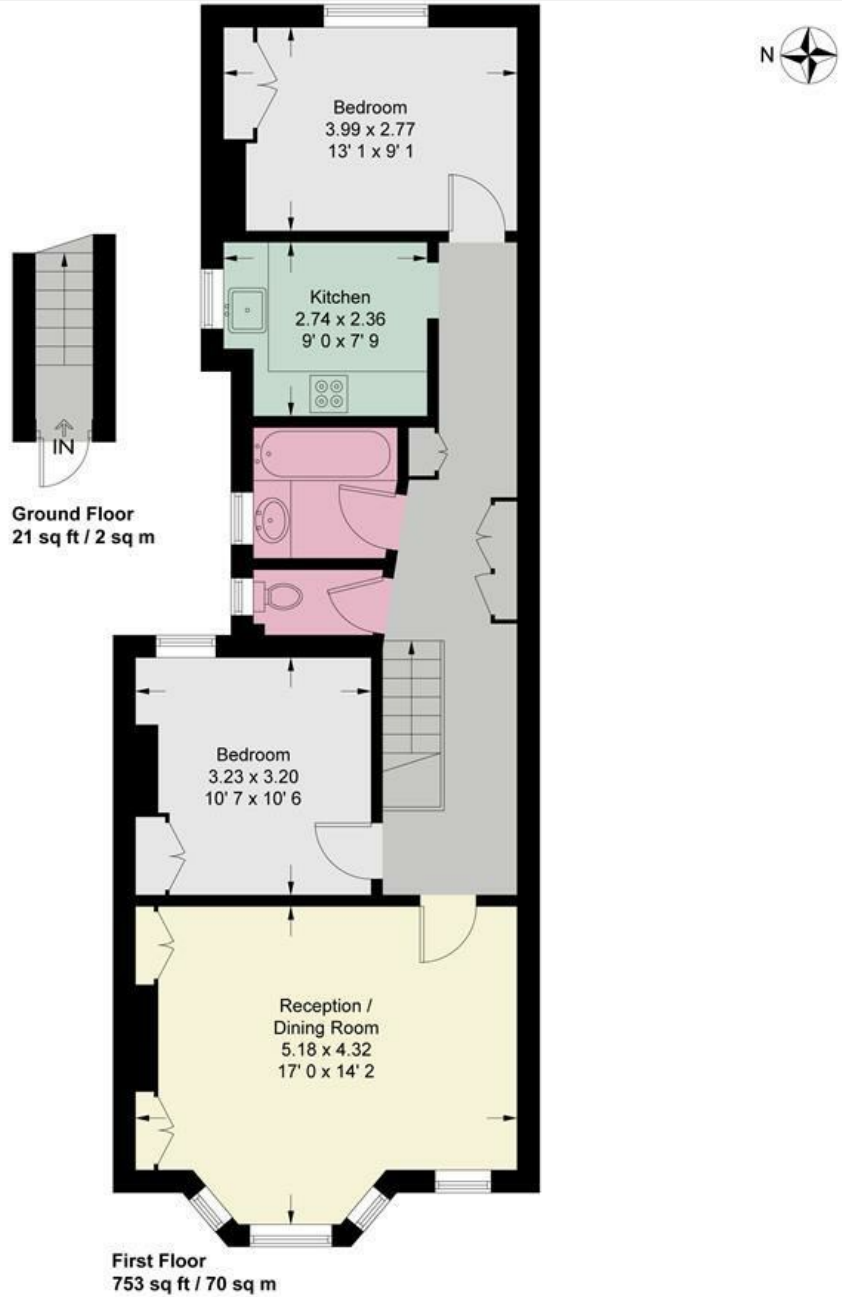 N
Bedroom
3.99 x 2.77
13' 1 x 9' 1
Kitchen
2.74 x 2.36
9' 0 x 7' 9
IN
Ground Floor
21 sq ft / 2 sq m
Bedroom
3.23 x 3.20
10' 7 x 10' 6
Reception /
Dining Room
5.18 x 4.32
17' 0 x 14' 2
First Floor
753 sq ft / 70 sq m